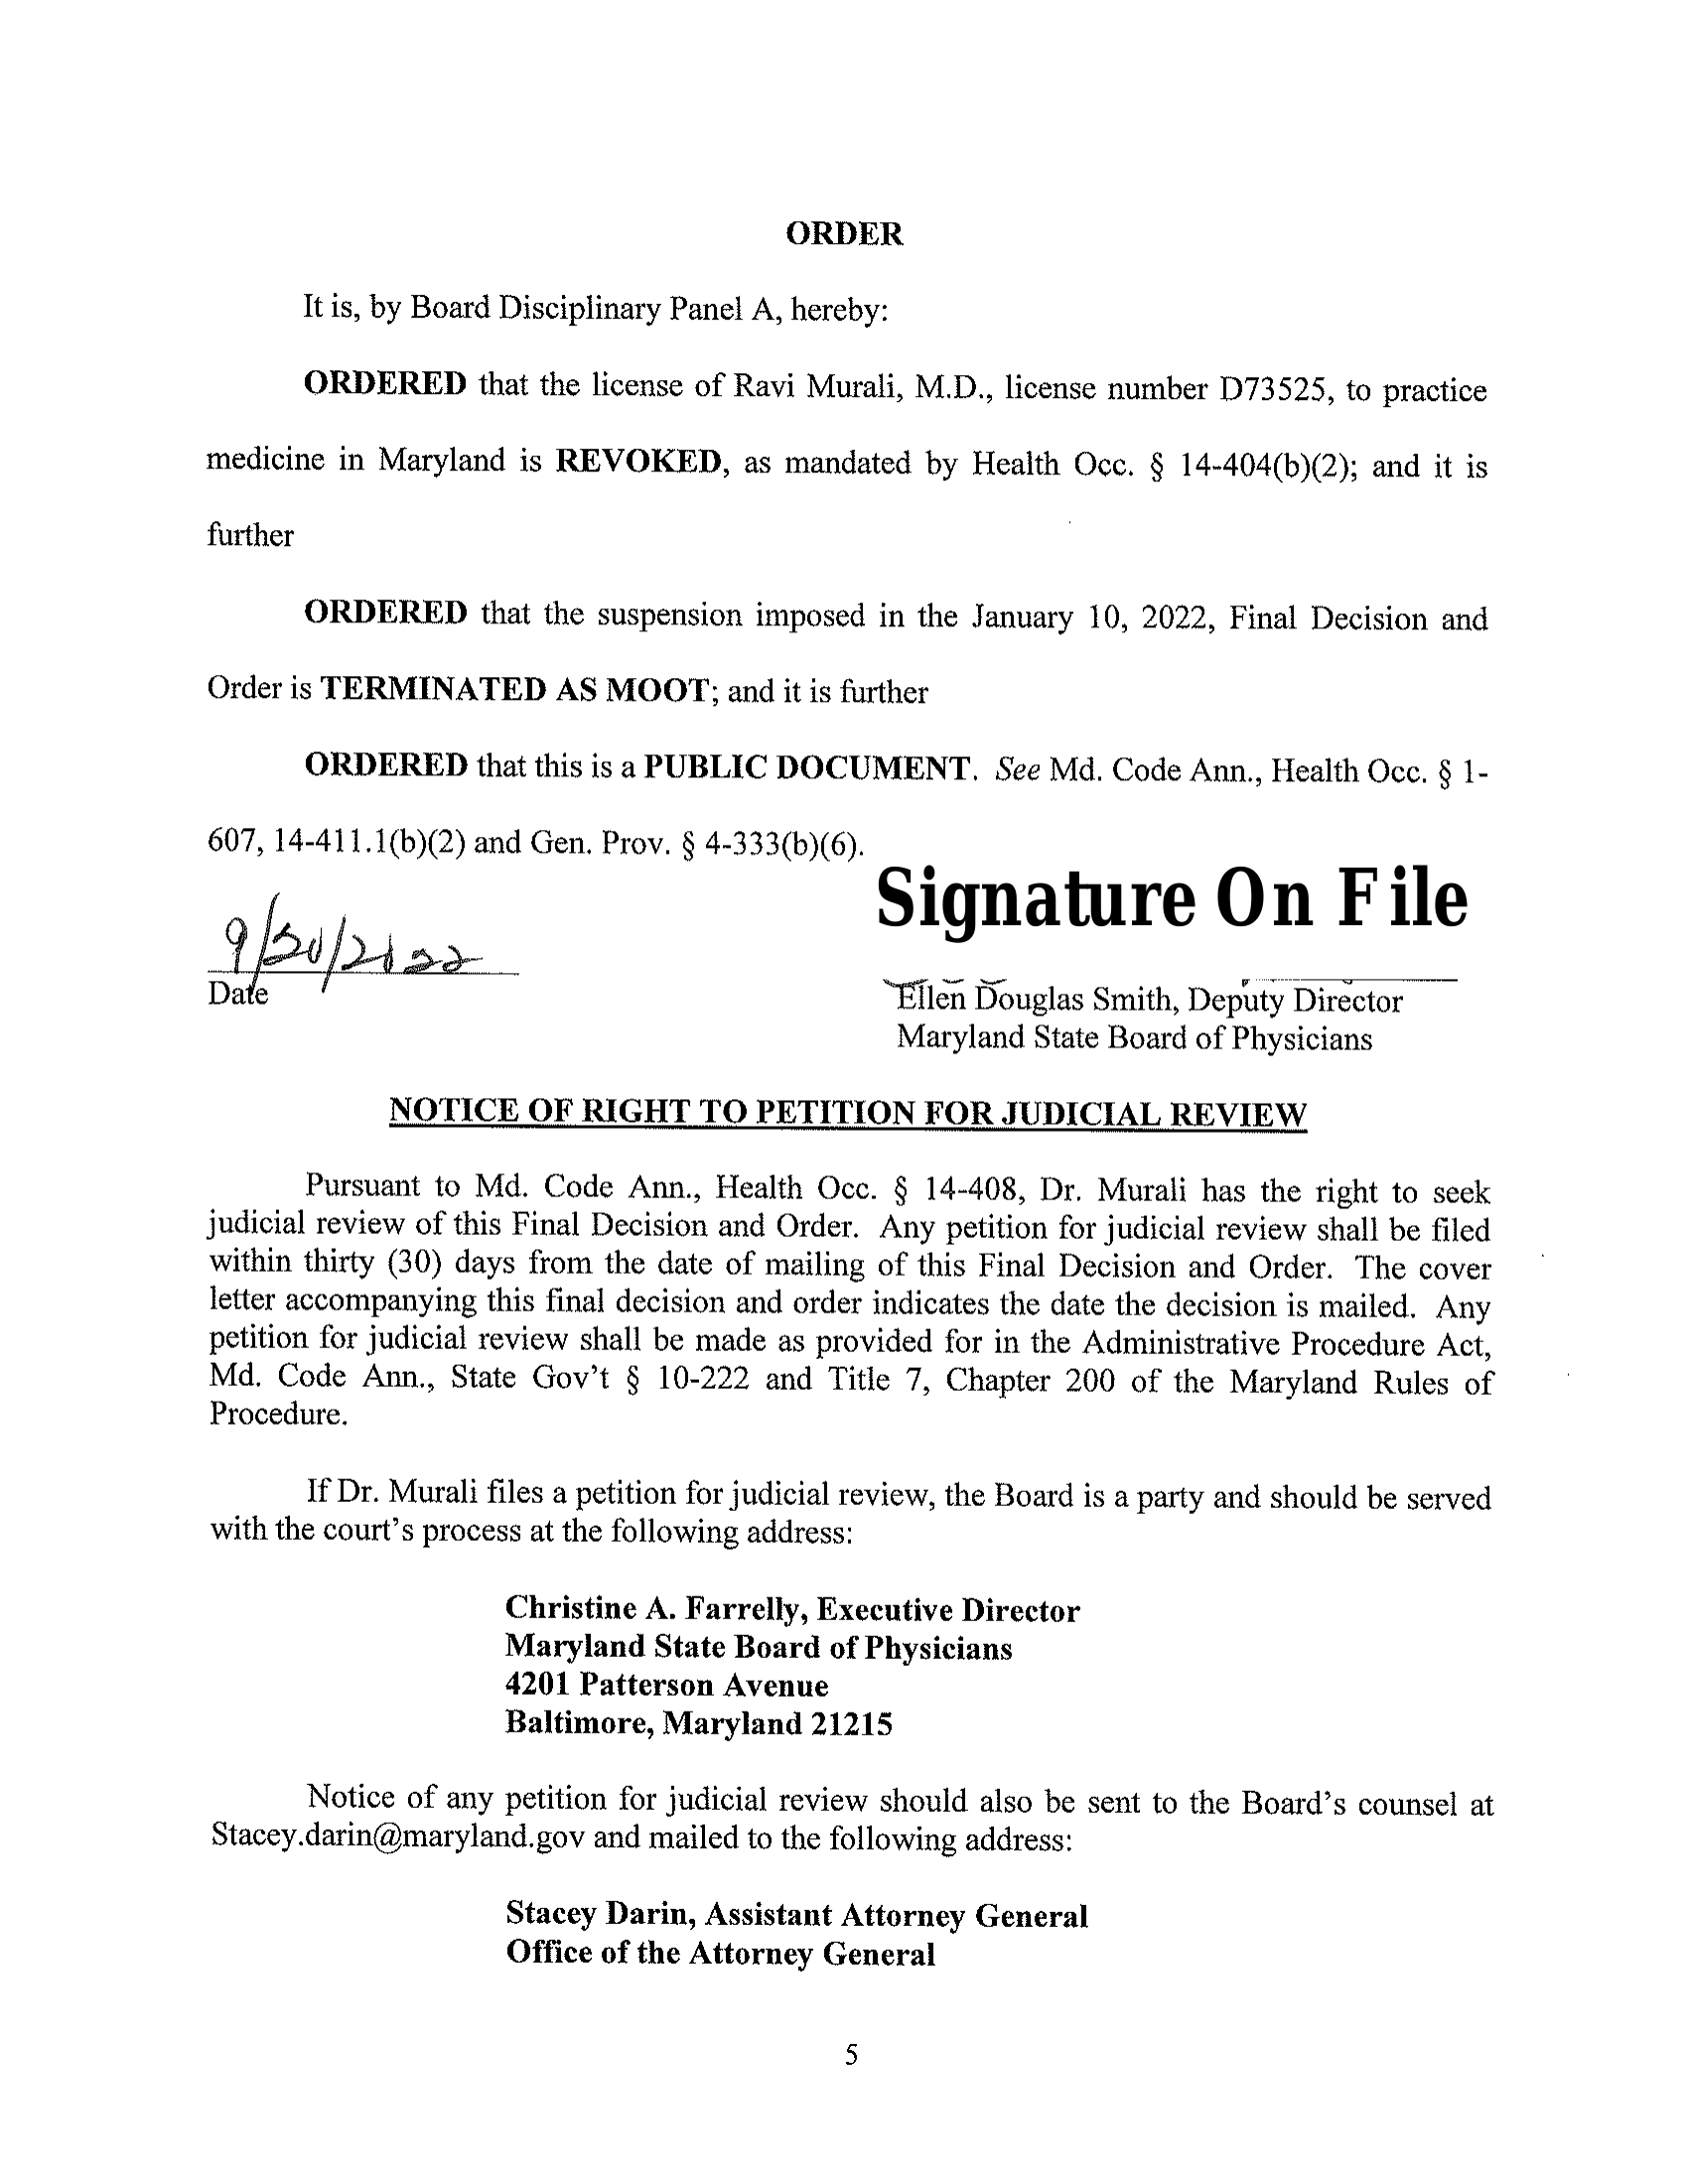 ORDER
It is, by Board Disciplinary Panel A, hereby:
ORDERED that the license of Ravi Murali, M.D., license number D73525, to practice
medicine in Maryland is REVOKED, as mandated by Health Occ. § 14-404(b)(2); and it is
further
ORDERED that the suspension imposed in the January 10, 2022, Final Decision and
Order is TERMINATED AS MOOT; and it is further
ORDERED that this is a PUBLIC DOCUMENT. See Md. Code Ann., Health Occ. § 1-
607, 14-411.1(b)(2) and Gen. Prov. § 4-333(b)(6).
Signature On File
Date
Ellen Douglas Smith, Deputy Director
Maryland State Board of Physicians
NOTICE OF RIGHT TO PETITION FOR JUDICIAL REVIEW
Pursuant to Md. Code Ann., Health Occ. § 14-408, Dr. Murali has the right to seek
judicial review of this Final Decision and Order. Any petition for judicial review shall be filed
within thirty (30) days from the date of mailing of this Final Decision and Order. The cover
letter accompanying this final decision and order indicates the date the decision is mailed. Any
petition for judicial review shall be made as provided for in the Administrative Procedure Act,
Md. Code Ann., State Gov't § 10-222 and Title 7, Chapter 200 of the Maryland Rules of
Procedure.
If Dr. Murali files a petition for judicial review, the Board is a party and should be served
with the court's process at the following address:
Christine A. Farrelly, Executive Director
Maryland State Board of Physicians
4201 Patterson Avenue
Baltimore, Maryland 21215
Notice of any petition for judicial review should also be sent to the Board's counsel at
Stacey.darin@maryland.gov and mailed to the following address:
Stacey Darin, Assistant Attorney General
Office of the Attorney General
5